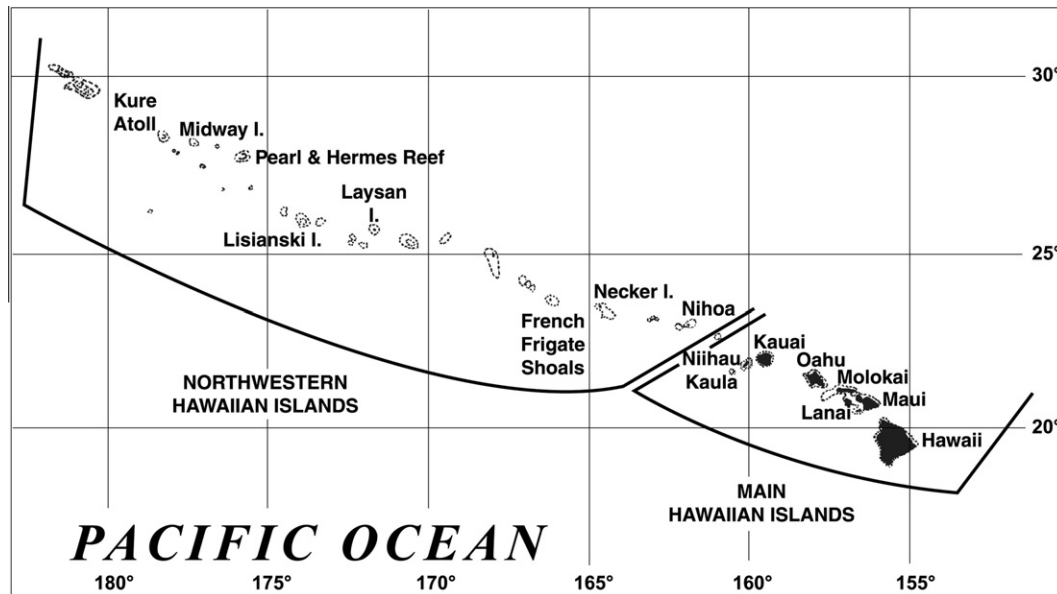 30°
Kure
Atoll
Midway I.
Pearl & Hermes Reef
Laysan
I.
Lisianski I.
25°
Necker I.
Nihoa
French
Frigate
Shoals
Kauai
Niihau
Kaula
Oahu
Molokai
Maui
Lanai
20°
Hawaii
NORTHWESTERN
HAWAIIAN ISLANDS
MAIN
HAWAIIAN ISLANDS
PACIFIC OCEAN
180°
175°
170°
165°
160°
155°